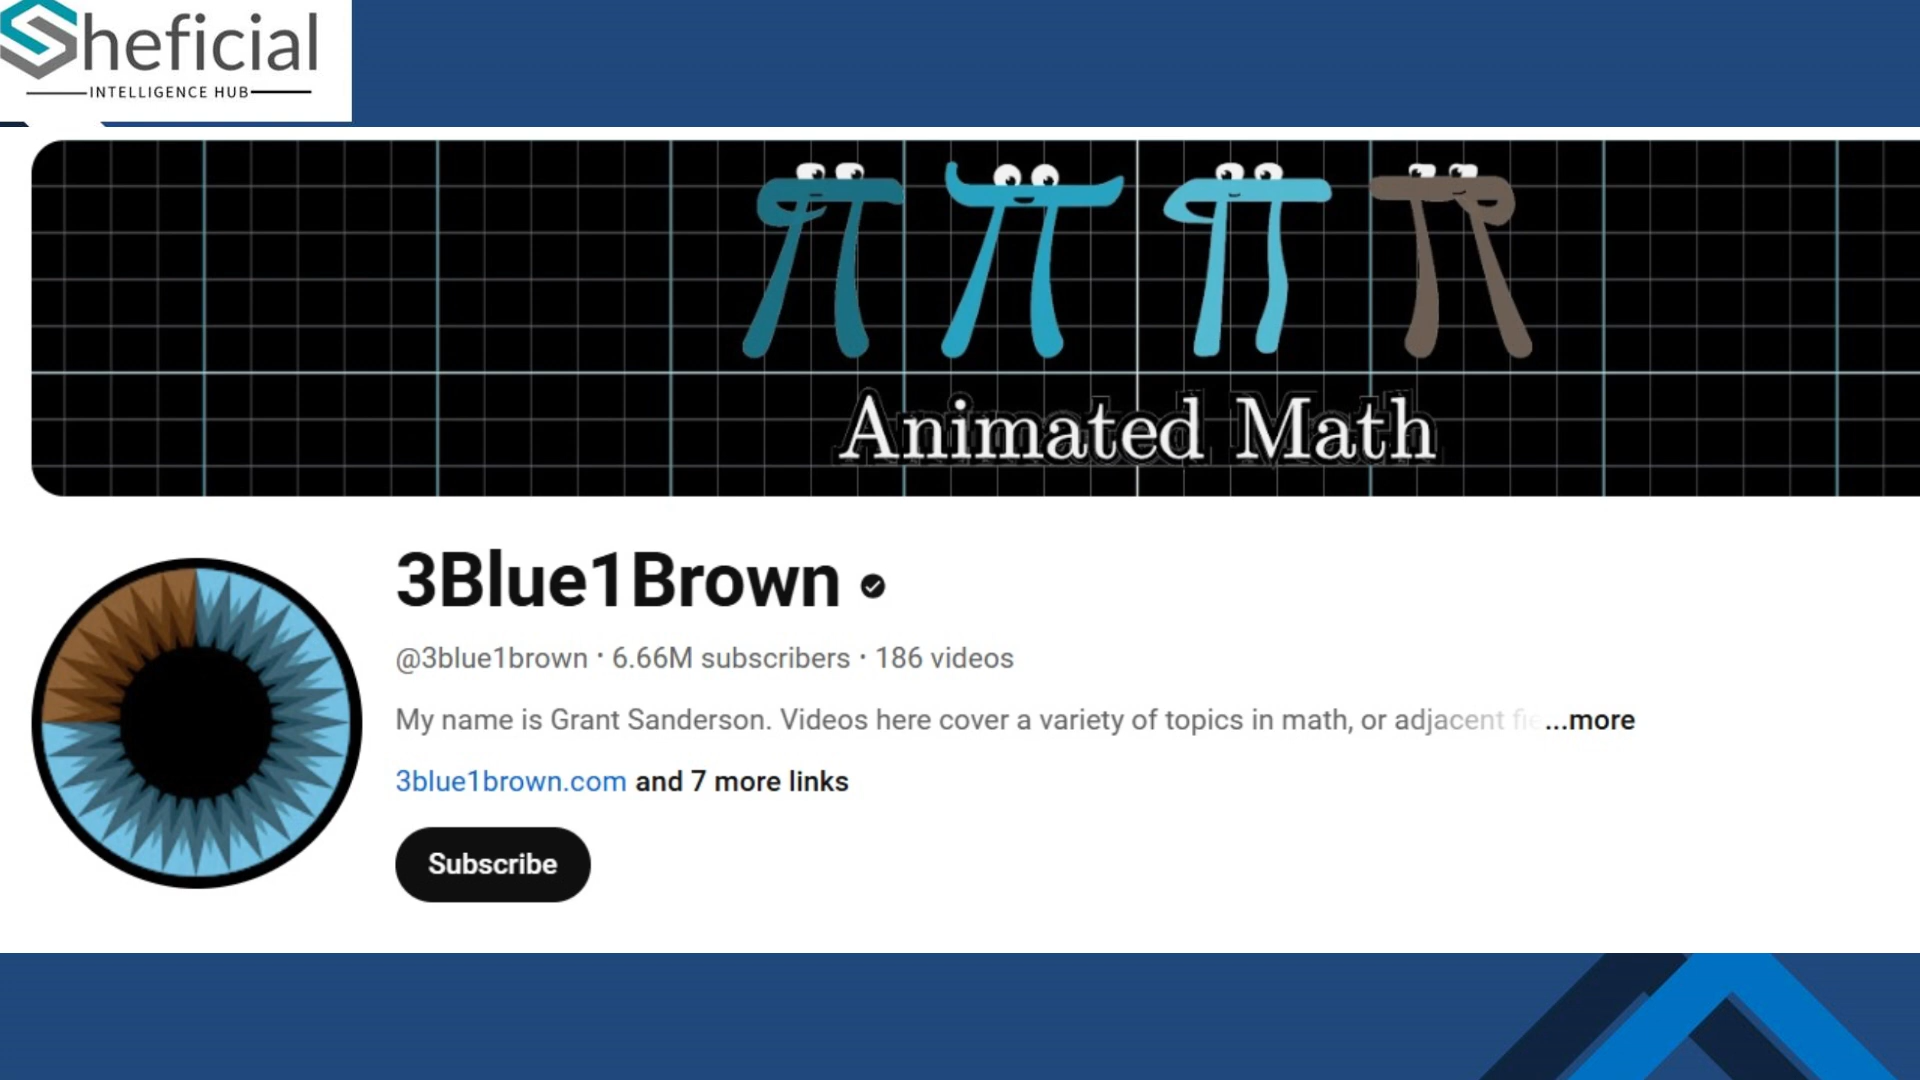 Sheficial
INTELLIGENCE HUB
Animated Math
3Blue1Brown
@3blue1brown · 6.66M subscribers · 186 videos
My name is Grant Sanderson. Videos here cover a variety of topics in math, or adjacent ...more
3blue1brown.com and 7 more links
Subscribe